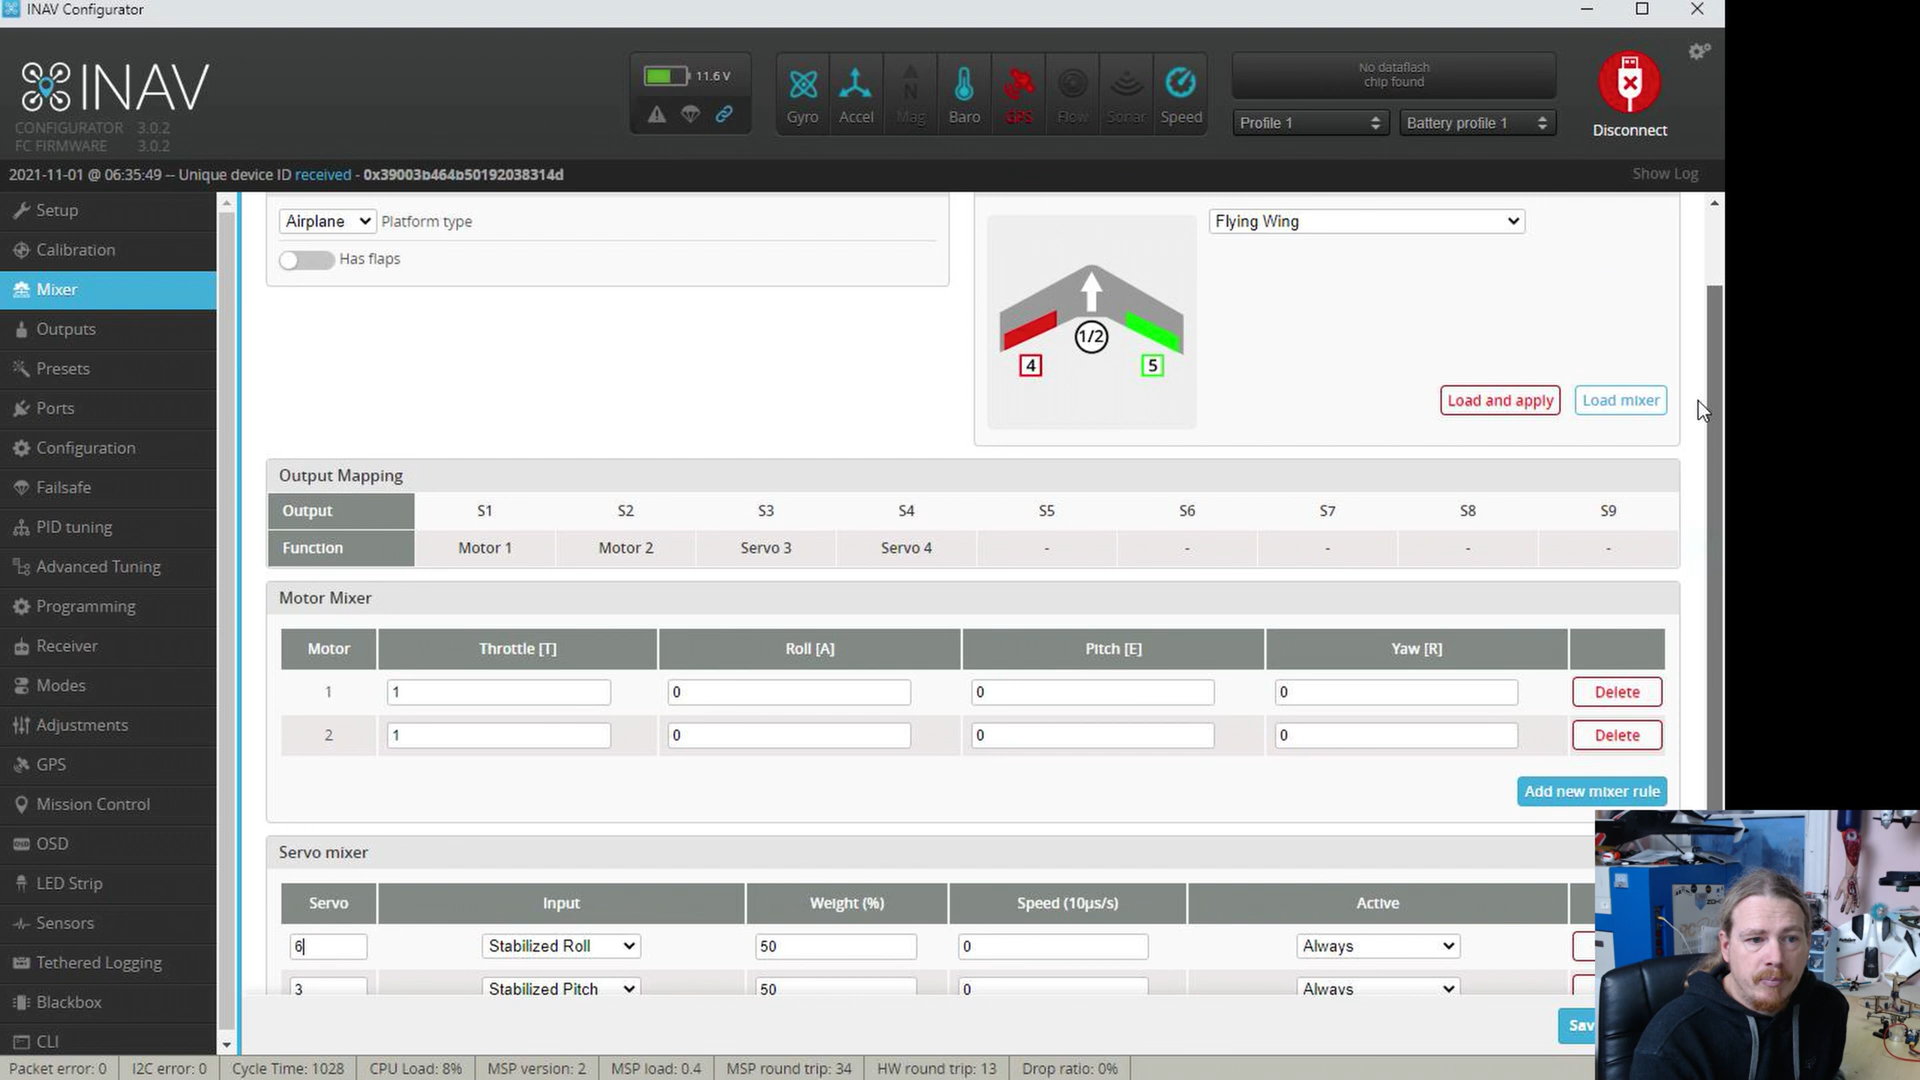 INAV Configurator
INAV
CONFIGURATOR 3.0.2
FC FIRMWARE 3.0.2
11.6 V
Gyro
Accel
Mag
Baro
GPS
Flow
Sonar
Speed
No dataflash
chip found
Profile 1
Battery profile 1
Disconnect
2021-11-01 @ 06:35:49 -- Unique device ID received - 0x39003b464b50192038314d
Show Log
Setup
Calibration
Mixer
Outputs
Presets
Ports
Configuration
Failsafe
PID tuning
Advanced Tuning
Programming
Receiver
Modes
Adjustments
GPS
Mission Control
OSD
LED Strip
Sensors
Tethered Logging
Blackbox
CLI
Airplane Platform type
Has flaps
Flying Wing
1/2
4 5
Load and apply Load mixer
Output Mapping
Output S1 S2 S3 S4 S5 S6 S7 S8 S9
Function Motor 1 Motor 2 Servo 3 Servo 4 - - - - -
Motor Mixer
Motor Throttle [T] Roll [A] Pitch [E] Yaw [R]
1 1 0 0 0 Delete
2 1 0 0 0 Delete
Add new mixer rule
Servo mixer
Servo Input Weight (%) Speed (10µs/s) Active
6 Stabilized Roll 50 0 Always
3 Stabilized Pitch 50 0 Always
Sav
Packet error: 0 I2C error: 0 Cycle Time: 1028 CPU Load: 8% MSP version: 2 MSP load: 0.4 MSP round trip: 34 HW round trip: 13 Drop ratio: 0%